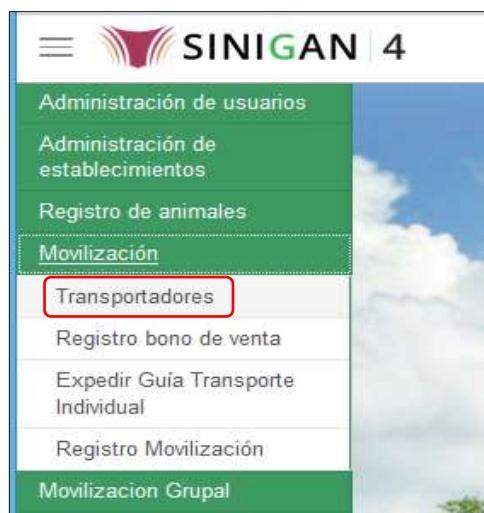 SINIGAN 4
Administración de usuarios
Administración de
establecimientos
Registro de animales
Movilización
Transportadores
Registro bono de venta
Expedir Guía Transporte
Individual
Registro Movilización
Movilizacion Grupal